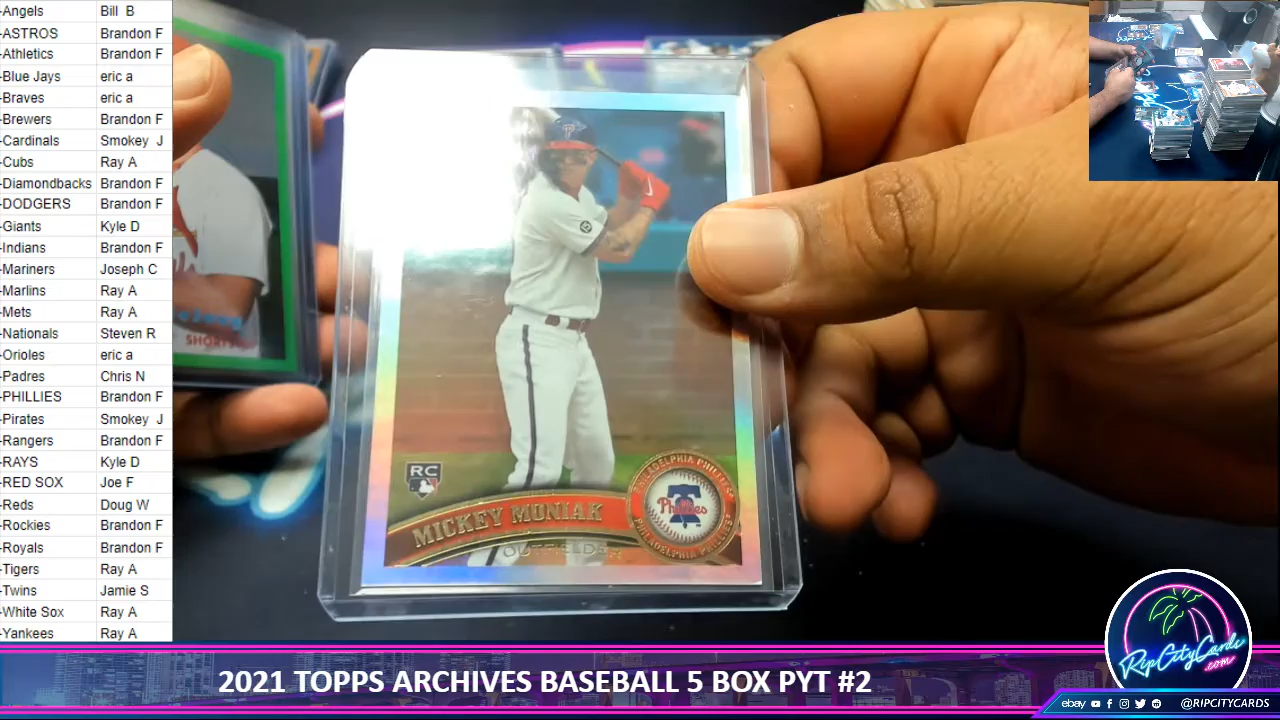 -Angels Bill B
-ASTROS Brandon F
-Athletics Brandon F
-Blue Jays eric a
-Braves eric a
-Brewers Brandon F
-Cardinals Smokey J
-Cubs Ray A
-Diamondbacks Brandon F
-DODGERS Brandon F
-Giants Kyle D
-Indians Brandon F
-Mariners Joseph C
-Marlins Ray A
-Mets Ray A
-Nationals Steven R
-Orioles eric a
-Padres Chris N
-PHILLIES Brandon F
-Pirates Smokey J
-Rangers Brandon F
-RAYS Kyle D
-RED SOX Joe F
-Reds Doug W
-Rockies Brandon F
-Royals Brandon F
-Tigers Ray A
-Twins Jamie S
-White Sox Ray A
-Yankees Ray A
RC
MICKEY MONIAK
OUTFIELDER
PHILADELPHIA PHILLIES
Phillies
PHILADELPHIA PHILLIES
RipCityCards
.com
2021 TOPPS ARCHIVES BASEBALL 5 BOX PYT #2
ebay @RIPCITYCARDS